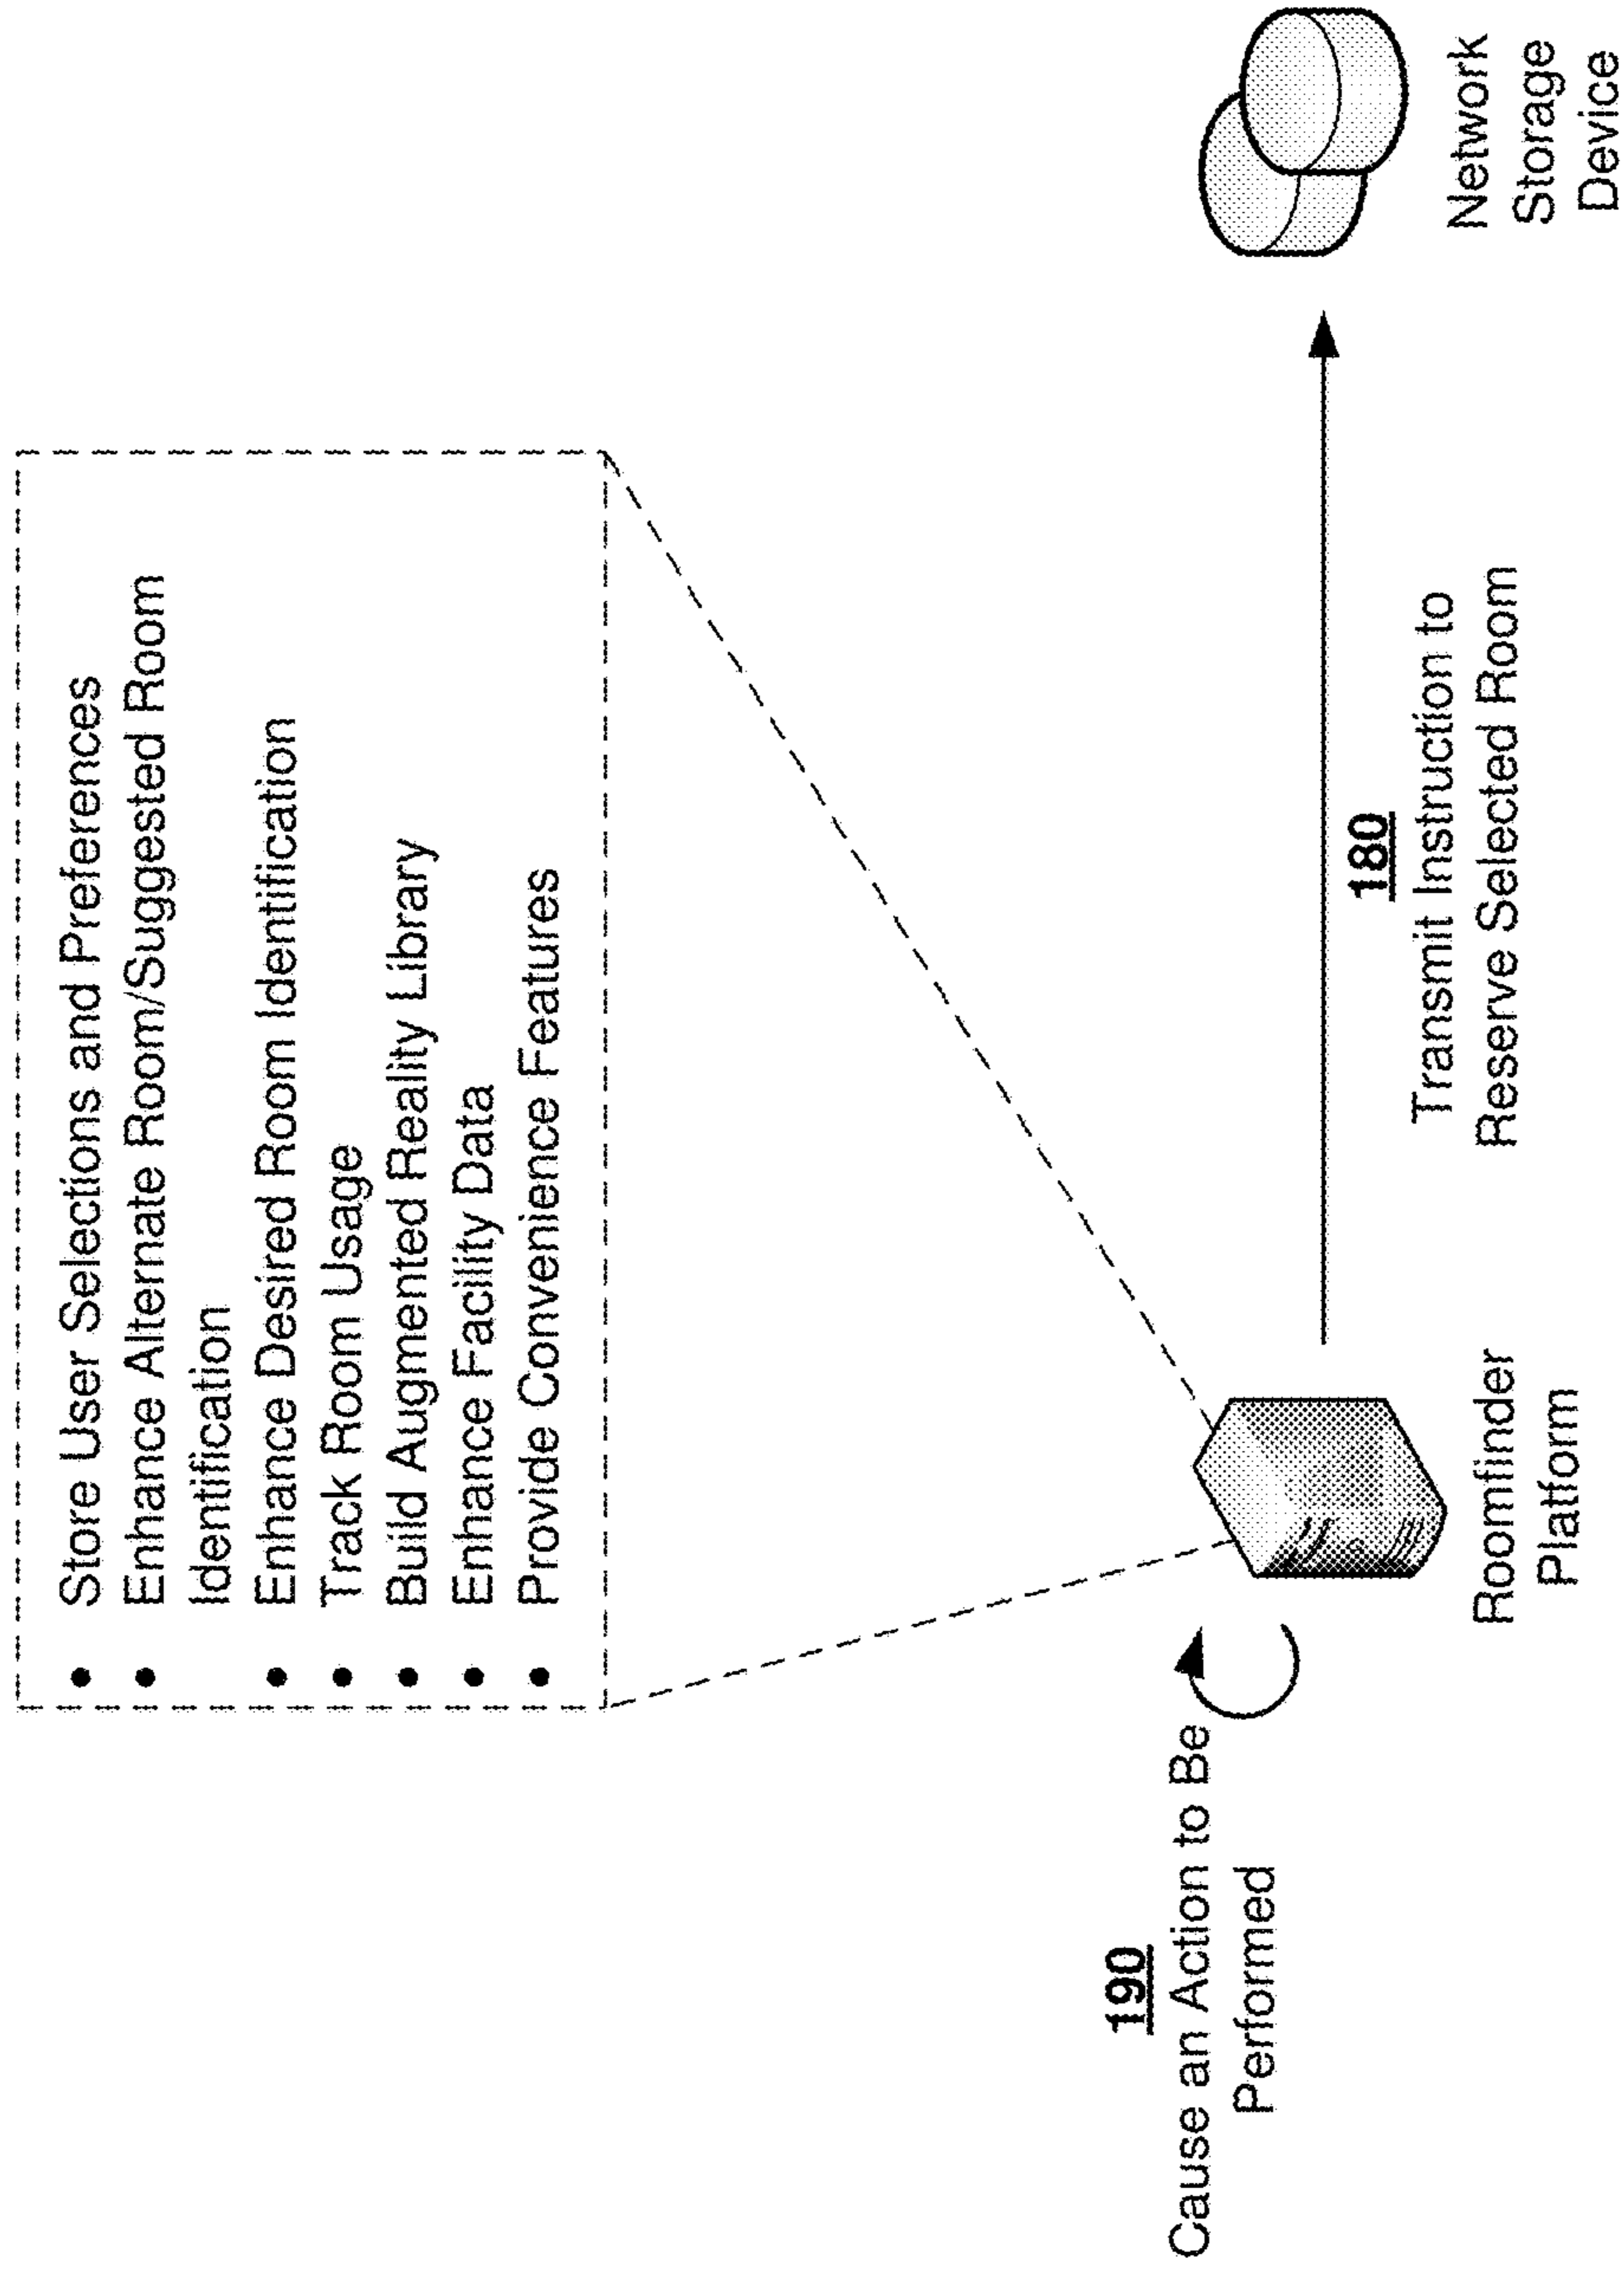 • Store User Selections and Preferences
• Enhance Alternate Room/Suggested Room
Identification
• Enhance Desired Room Identification
• Track Room Usage
• Build Augmented Reality Library
• Enhance Facility Data
• Provide Convenience Features
190
Cause an Action to Be
Performed
Roomfinder
Platform
180
Transmit Instruction to
Reserve Selected Room
Network
Storage
Device